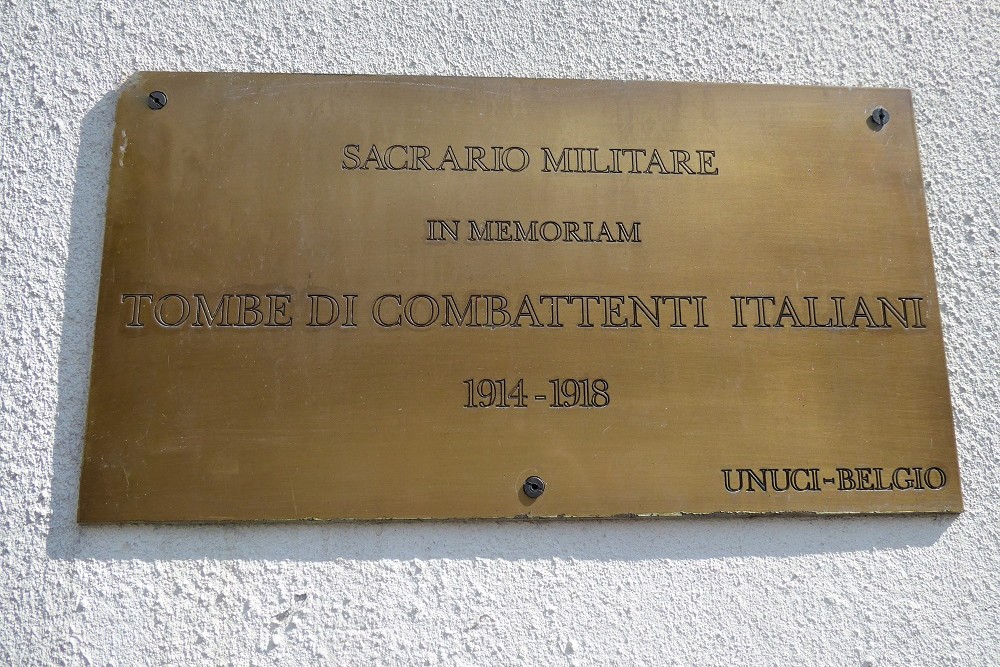 SACRARIO MILITARE
IN MEMORIAM
TOMBE DI COMBATTENTI ITALIANI
1914-1918
UNUCI-BELGIO